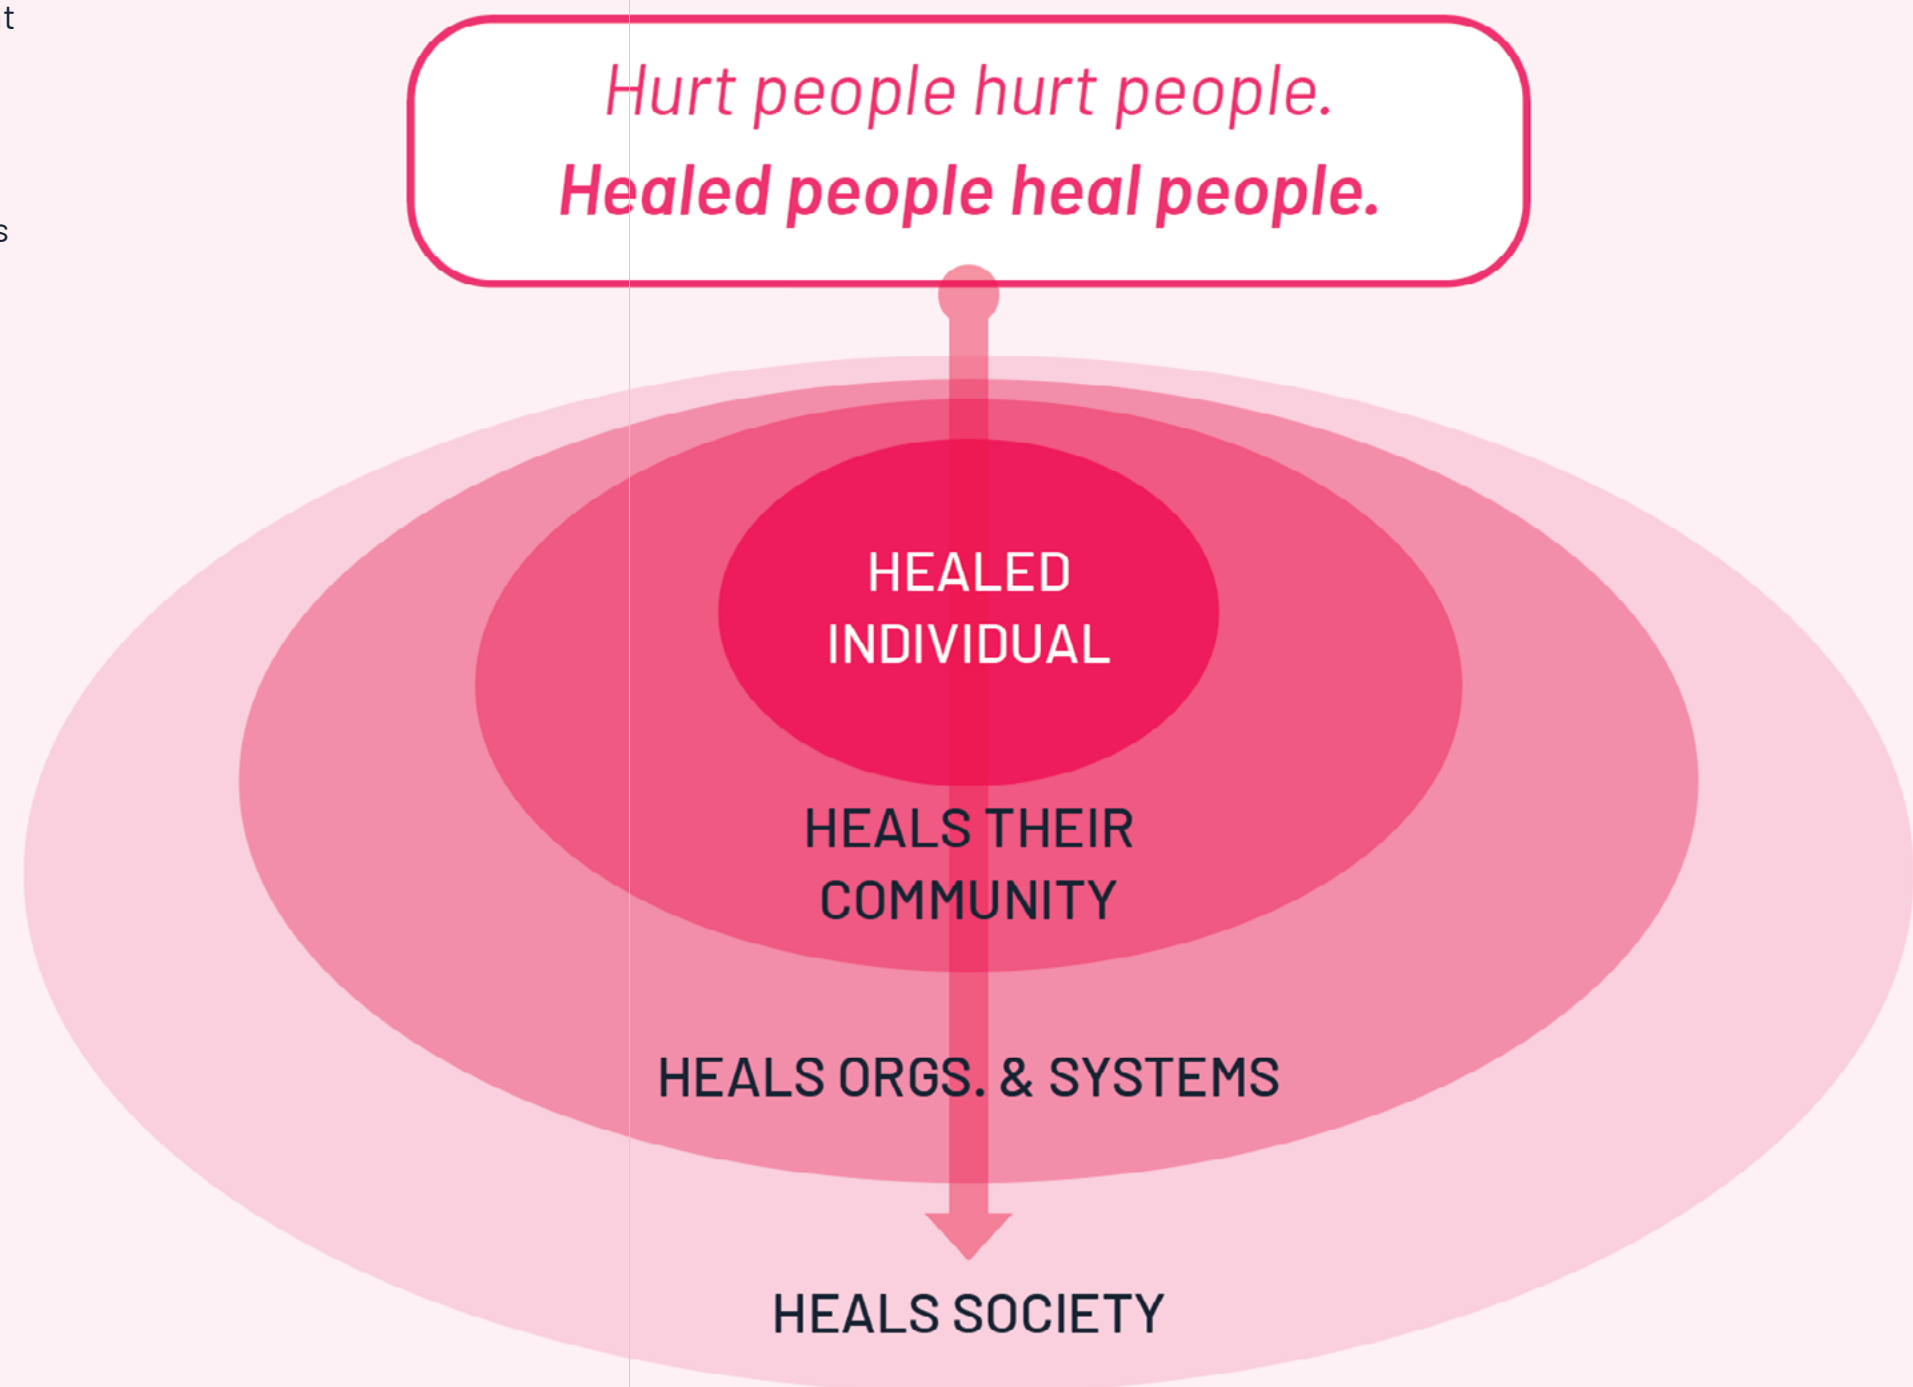 Hurt people hurt people.
Healed people heal people.
HEALED
INDIVIDUAL
HEALS THEIR
COMMUNITY
HEALS ORGS. & SYSTEMS
HEALS SOCIETY